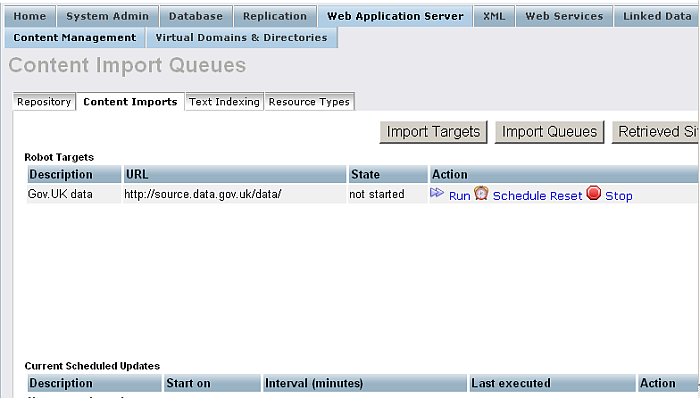 Home System Admin Database Replication Web Application Server XML Web Services Linked Data
Content Management Virtual Domains & Directories
Content Import Queues
Repository Content Imports Text Indexing Resource Types
Import Targets Import Queues Retrieved Si
Robot Targets
Description URL State Action
Gov.UK data http://source.data.gov.uk/data/ not started Run Schedule Reset Stop
Current Scheduled Updates
Description Start on Interval (minutes) Last executed Action